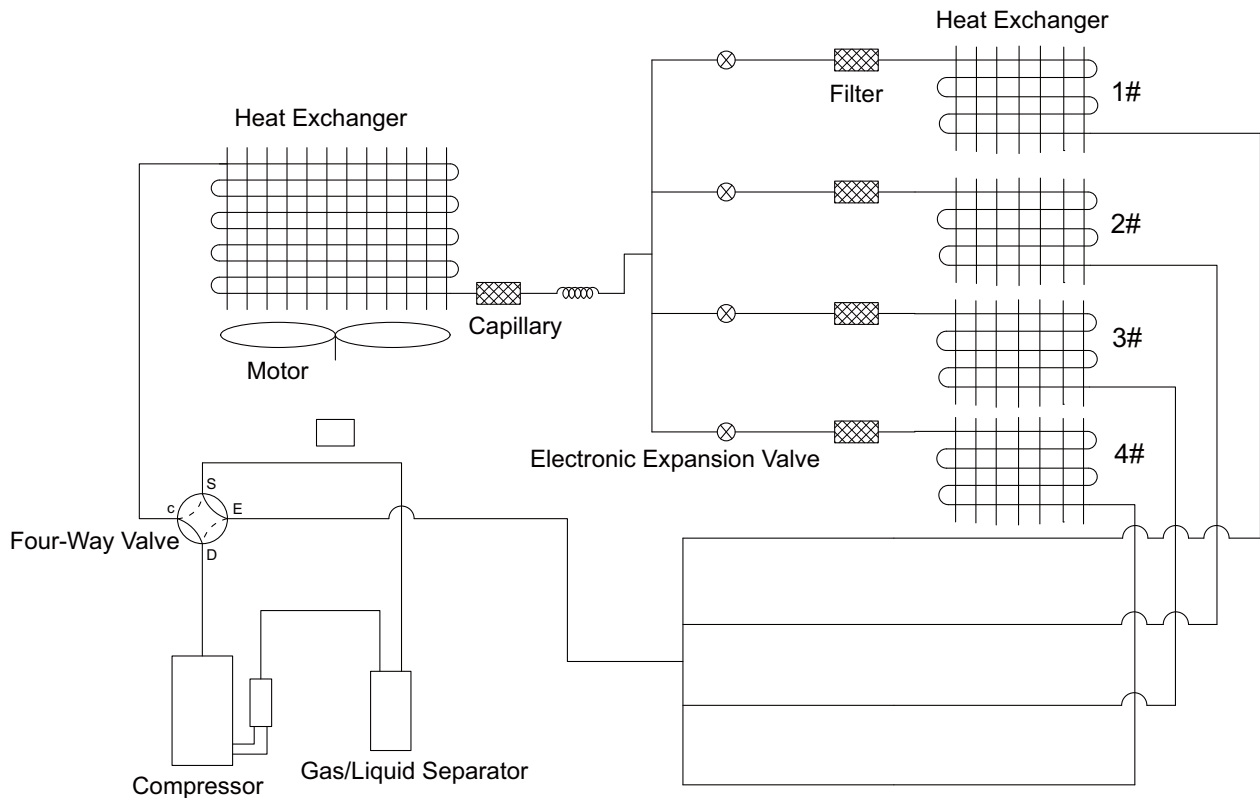 Heat Exchanger
1#
Filter
Heat Exchanger
2#
Capillary
3#
Motor
4#
Electronic Expansion Valve
S
c
E
Four-Way Valve
D
Gas/Liquid Separator
Compressor